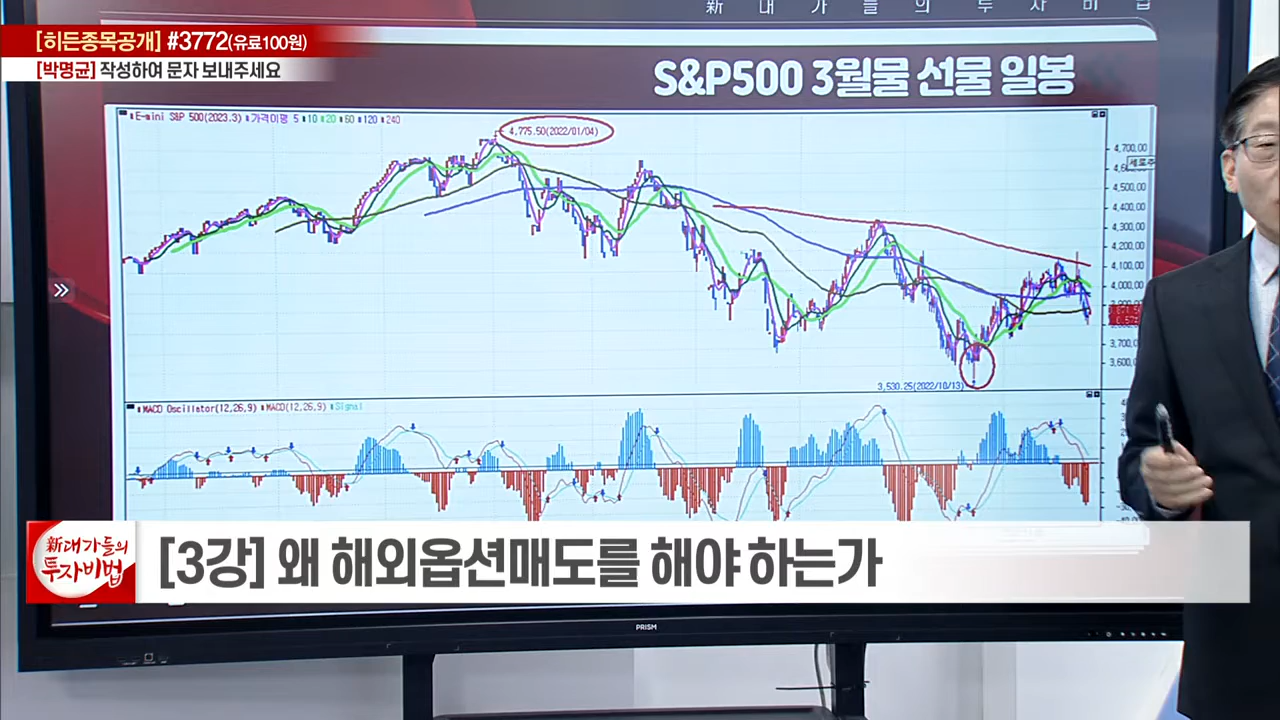 新 대 가 들 의 투 자 비 법
[히든종목공개] #3772(유료100원)
[박명균] 작성하여 문자 보내주세요
S&P500 3월물 선물 일봉
E-mini S&P 500(2023.3) 가격이평 5 10 20 60 120 240
4,775.50(2022/01/04)
4,700.00
세로주
4,500.00
4,400.00
4,300.00
4,200.00
4,100.00
4,000.00
3,700.00
3,600.00
3,530.25(2022/10/13)
MACD Oscillator(12,26,9) MACD(12,26,9) Signal
新대가들의
투자비법
[3강] 왜 해외옵션매도를 해야 하는가
PRISM